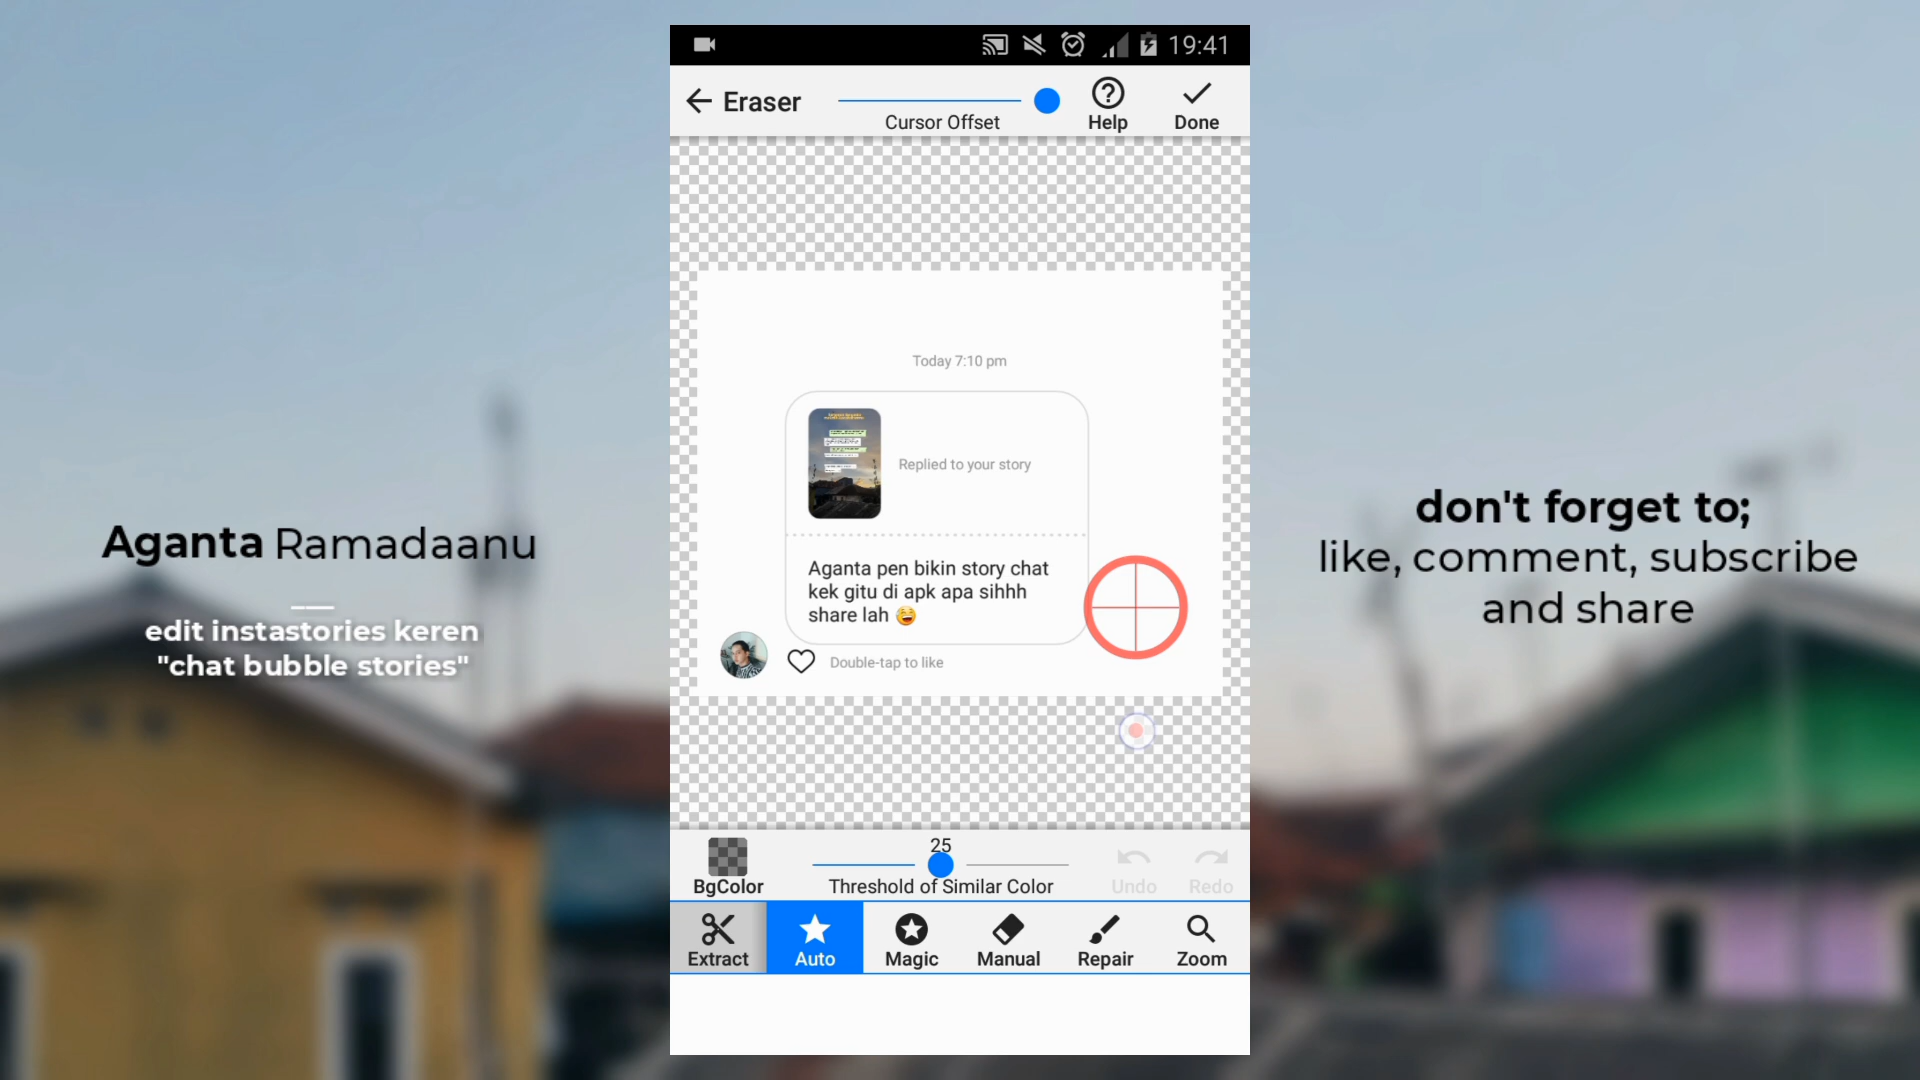 19:41
Eraser
Cursor Offset
Help
Done
Today 7:10 pm
Replied to your story
Aganta pen bikin story chat
kek gitu di apk apa sihhh
share lah 😅
Double-tap to like
Aganta Ramadaanu
edit instastories keren
"chat bubble stories"
don't forget to;
like, comment, subscribe
and share
25
BgColor
Threshold of Similar Color
Undo
Redo
Extract
Auto
Magic
Manual
Repair
Zoom